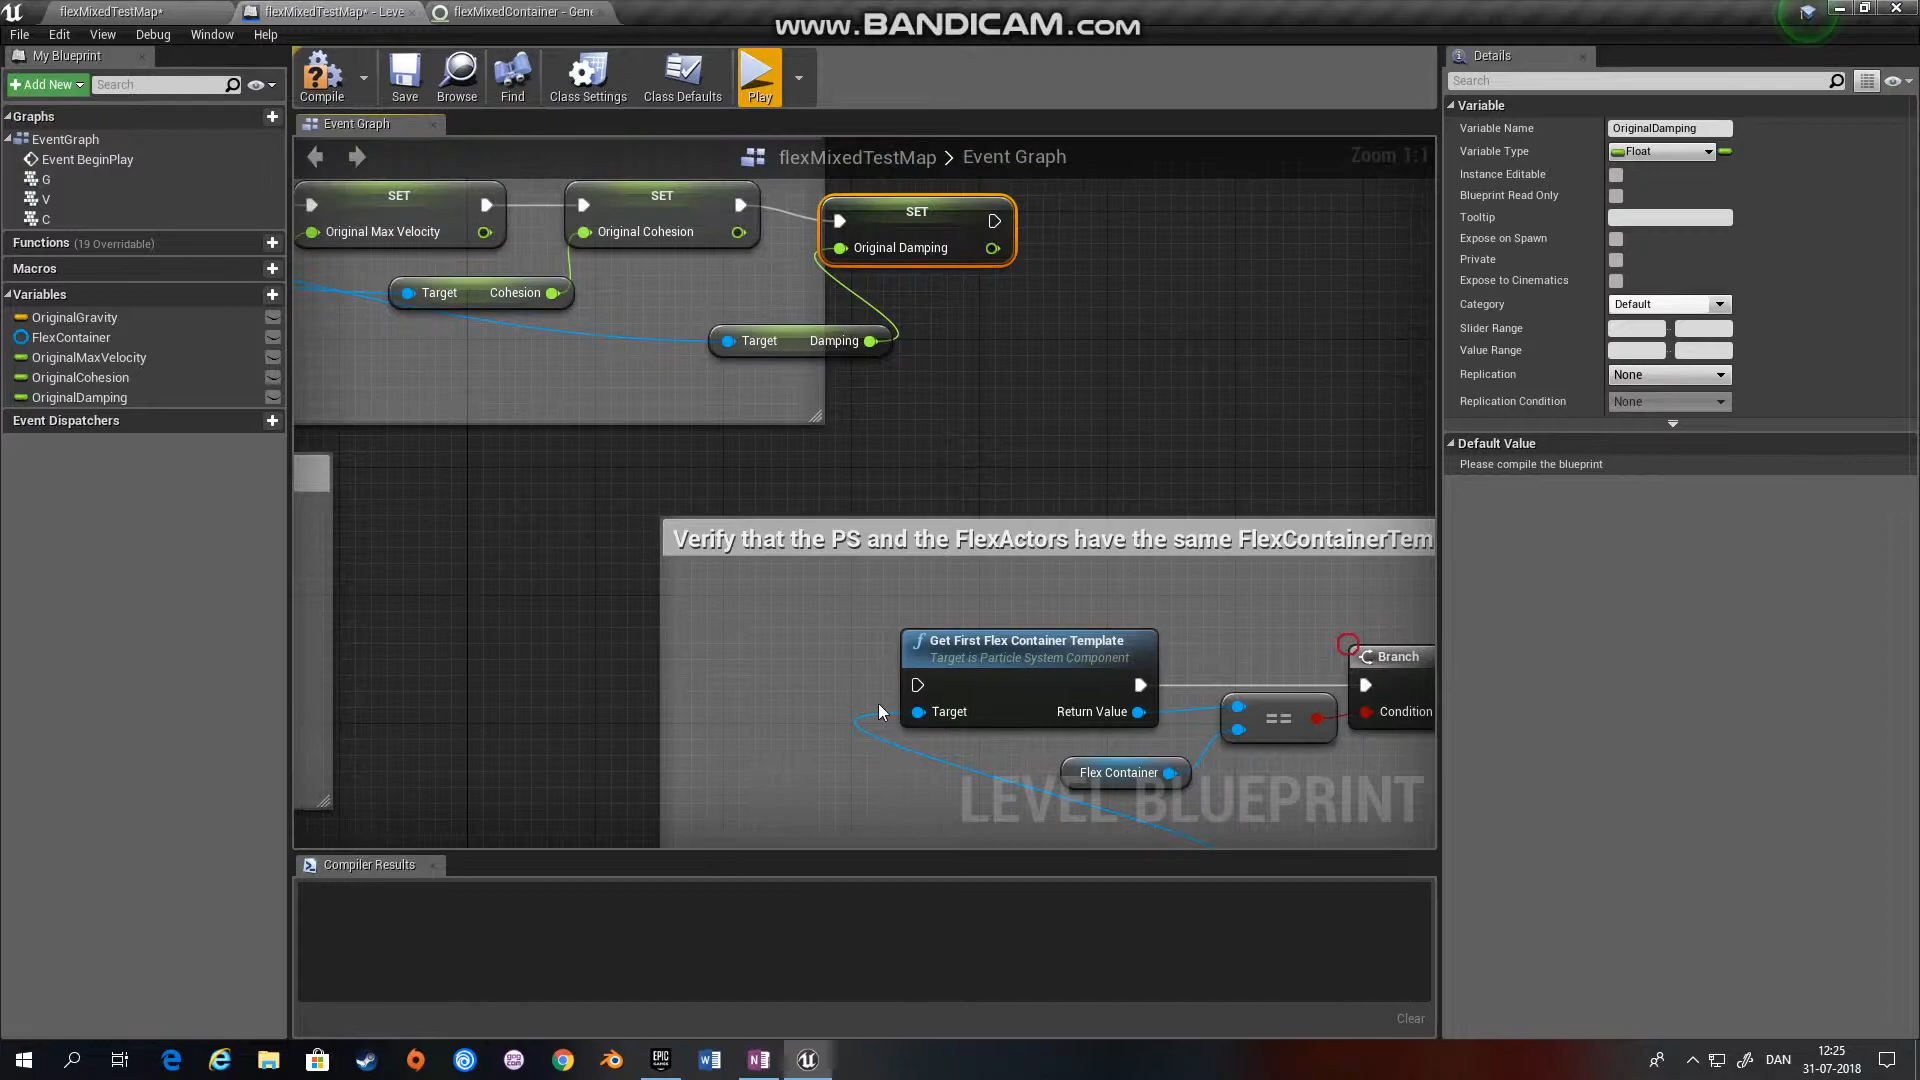 flexMixedTestMap*
flexMixedTestMap* - Leve
flexMixedContainer - Gene
www.BANDICAM.com
File Edit View Debug Window Help
My Blueprint
Add New
Search
Graphs
EventGraph
Event BeginPlay
G
V
C
Functions (19 Overridable)
Macros
Variables
OriginalGravity
FlexContainer
OriginalMaxVelocity
OriginalCohesion
OriginalDamping
Event Dispatchers
Compile Save Browse Find Class Settings Class Defaults Play
Event Graph
flexMixedTestMap > Event Graph
Zoom 1:1
SET
Original Max Velocity
SET
Original Cohesion
SET
Original Damping
Target Cohesion
Target Damping
Verify that the PS and the FlexActors have the same FlexContainerTem
f Get First Flex Container Template
Target is Particle System Component
Target Return Value
==
Branch
Condition
Flex Container
LEVEL BLUEPRINT
Compiler Results
Clear
Details
Search
Variable
Variable Name OriginalDamping
Variable Type Float
Instance Editable
Blueprint Read Only
Tooltip
Expose on Spawn
Private
Expose to Cinematics
Category Default
Slider Range
Value Range
Replication None
Replication Condition None
Default Value
Please compile the blueprint
EPIC GAMES
GOG.COM
DAN
12:25
31-07-2018